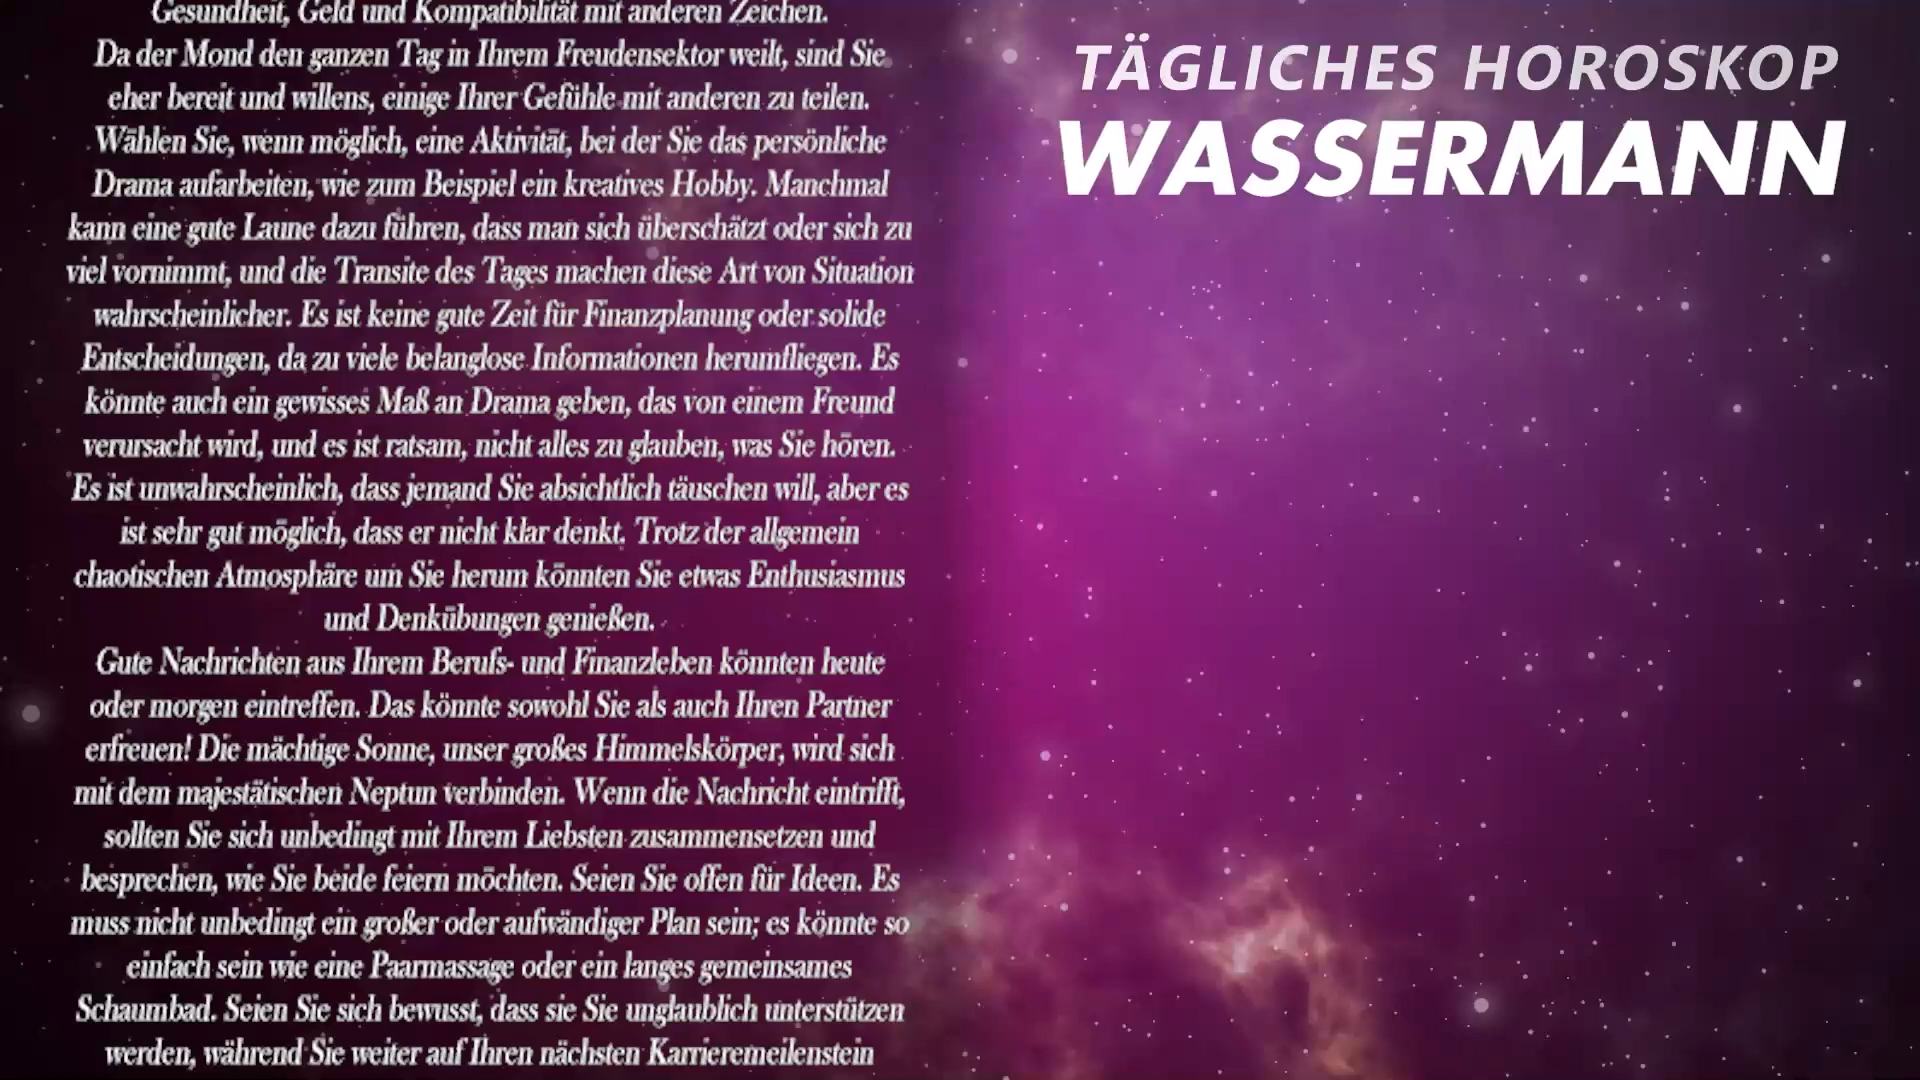 Gesundheit, Geld und Kompatibilität mit anderen Zeichen.
Da der Mond den ganzen Tag in Ihrem Freudensektor weilt, sind Sie
eher bereit und willens, einige Ihrer Gefühle mit anderen zu teilen.
Wählen Sie, wenn möglich, eine Aktivität, bei der Sie das persönliche
Drama aufarbeiten, wie zum Beispiel ein kreatives Hobby. Manchmal
kann eine gute Laune dazu führen, dass man sich überschätzt oder sich zu
viel vornimmt, und die Transite des Tages machen diese Art von Situation
wahrscheinlicher. Es ist keine gute Zeit für Finanzplanung oder solide
Entscheidungen, da zu viele belanglose Informationen herumfliegen. Es
könnte auch ein gewisses Maß an Drama geben, das von einem Freund
verursacht wird, und es ist ratsam, nicht alles zu glauben, was Sie hören.
Es ist unwahrscheinlich, dass jemand Sie absichtlich täuschen will, aber es
ist sehr gut möglich, dass er nicht klar denkt. Trotz der allgemein
chaotischen Atmosphäre um Sie herum könnten Sie etwas Enthusiasmus
und Denkübungen genießen.
Gute Nachrichten aus Ihrem Berufs- und Finanzleben könnten heute
oder morgen eintreffen. Das könnte sowohl Sie als auch Ihren Partner
erfreuen! Die mächtige Sonne, unser großes Himmelskörper, wird sich
mit dem majestätischen Neptun verbinden. Wenn die Nachricht eintrifft,
sollten Sie sich unbedingt mit Ihrem Liebsten zusammensetzen und
besprechen, wie Sie beide feiern möchten. Seien Sie offen für Ideen. Es
muss nicht unbedingt ein großer oder aufwändiger Plan sein; es könnte so
einfach sein wie eine Paarmassage oder ein langes gemeinsames
Schaumbad. Seien Sie sich bewusst, dass sie Sie unglaublich unterstützen
werden, während Sie weiter auf Ihren nächsten Karrieremeilenstein
TÄGLICHES HOROSKOP
WASSERMANN